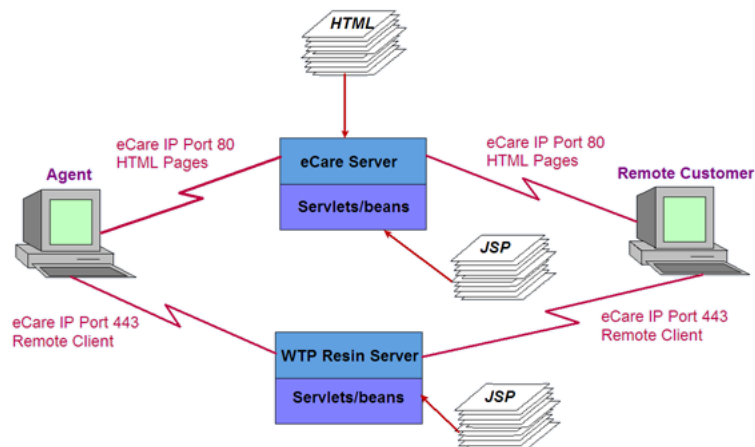 HTML
eCare IP Port 80
HTML Pages
eCare IP Port 80
HTML Pages
Agent
eCare Server
Remote Customer
Servlets/beans
JSP
eCare IP Port 443
Remote Client
eCare IP Port 443
Remote Client
WTP Resin Server
Servlets/beans
JSP